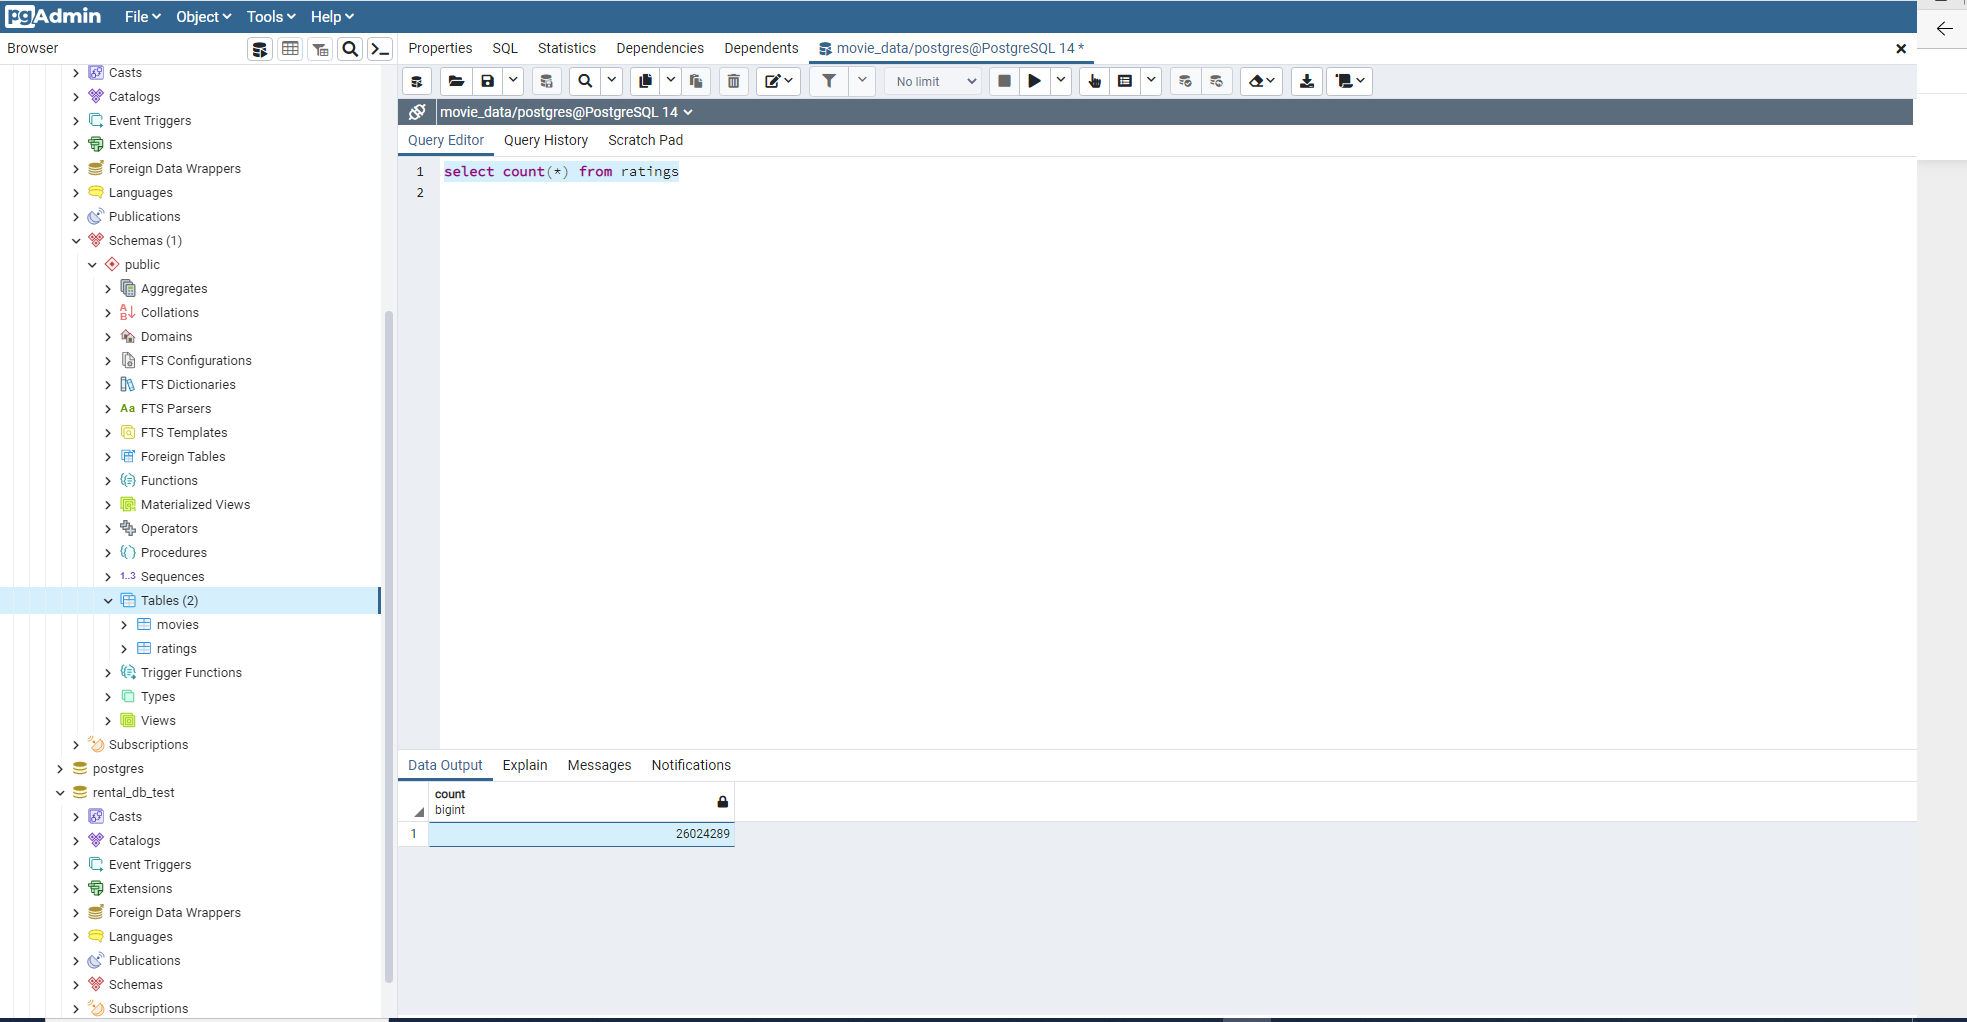 pgAdmin File Object Tools Help
Browser
Properties SQL Statistics Dependencies Dependents movie_data/postgres@PostgreSQL 14 *
No limit
movie_data/postgres@PostgreSQL 14
Query Editor Query History Scratch Pad
1 select count(*) from ratings
2
Casts
Catalogs
Event Triggers
Extensions
Foreign Data Wrappers
Languages
Publications
Schemas (1)
public
Aggregates
Collations
Domains
FTS Configurations
FTS Dictionaries
Aa FTS Parsers
FTS Templates
Foreign Tables
Functions
Materialized Views
Operators
Procedures
1..3 Sequences
Tables (2)
movies
ratings
Trigger Functions
Types
Views
Subscriptions
postgres
rental_db_test
Casts
Catalogs
Event Triggers
Extensions
Foreign Data Wrappers
Languages
Publications
Schemas
Subscriptions
Data Output Explain Messages Notifications
count
bigint
1 26024289